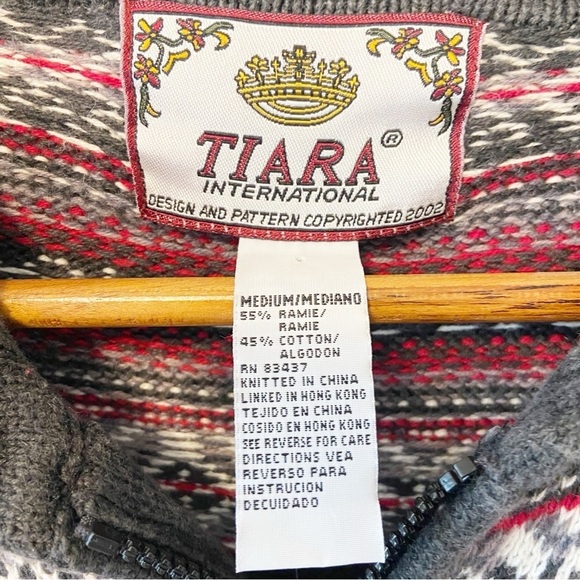 TIARA ®
INTERNATIONAL
DESIGN AND PATTERN COPYRIGHTED 2002
MEDIUM/MEDIANO
55% RAMIE/
RAMIE
45% COTTON/
ALGODON
RN 83437
KNITTED IN CHINA
LINKED IN HONG KONG
TEJIDO EN CHINA
COSIDO EN HONG KONG
SEE REVERSE FOR CARE
DIRECTIONS VEA
REVERSO PARA
INSTRUCION
DECUIDADO